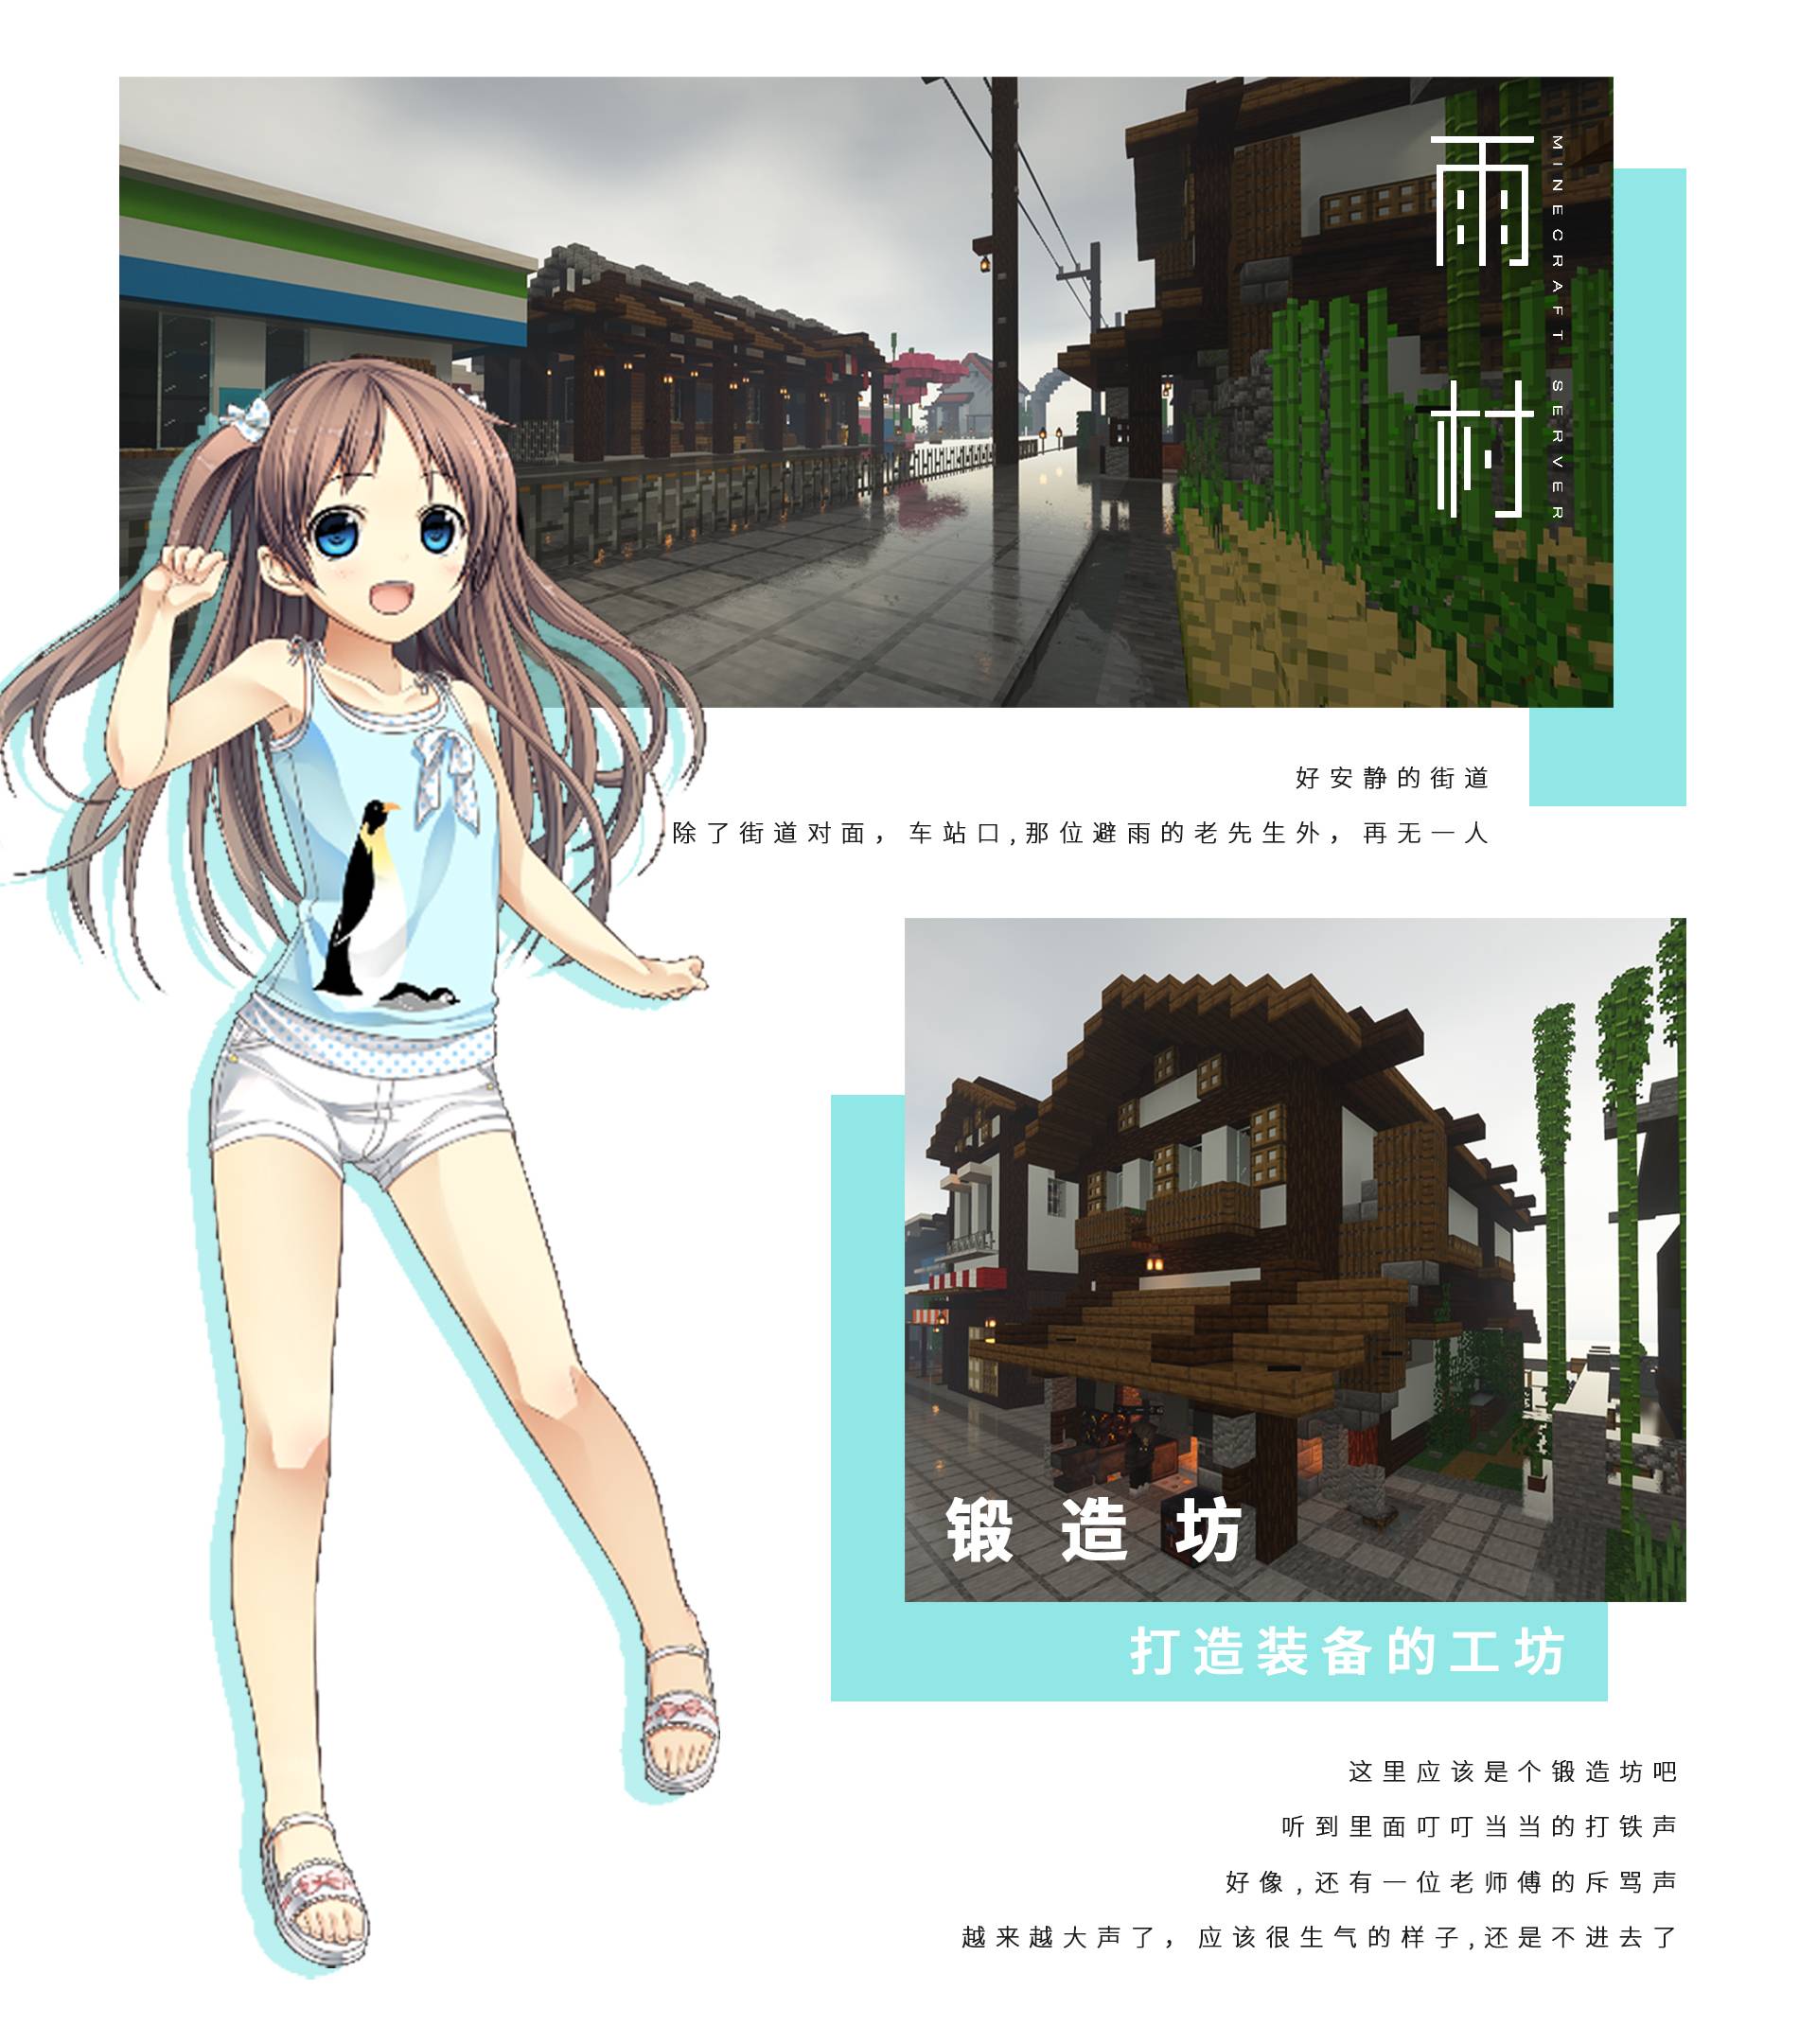 雨村
MINECRAFT SERVER
好安静的街道
除了街道对面，车站口,那位避雨的老先生外，再无一人
锻造坊
打造装备的工坊
这里应该是个锻造坊吧
听到里面叮叮当当的打铁声
好像,还有一位老师傅的斥骂声
越来越大声了，应该很生气的样子,还是不进去了